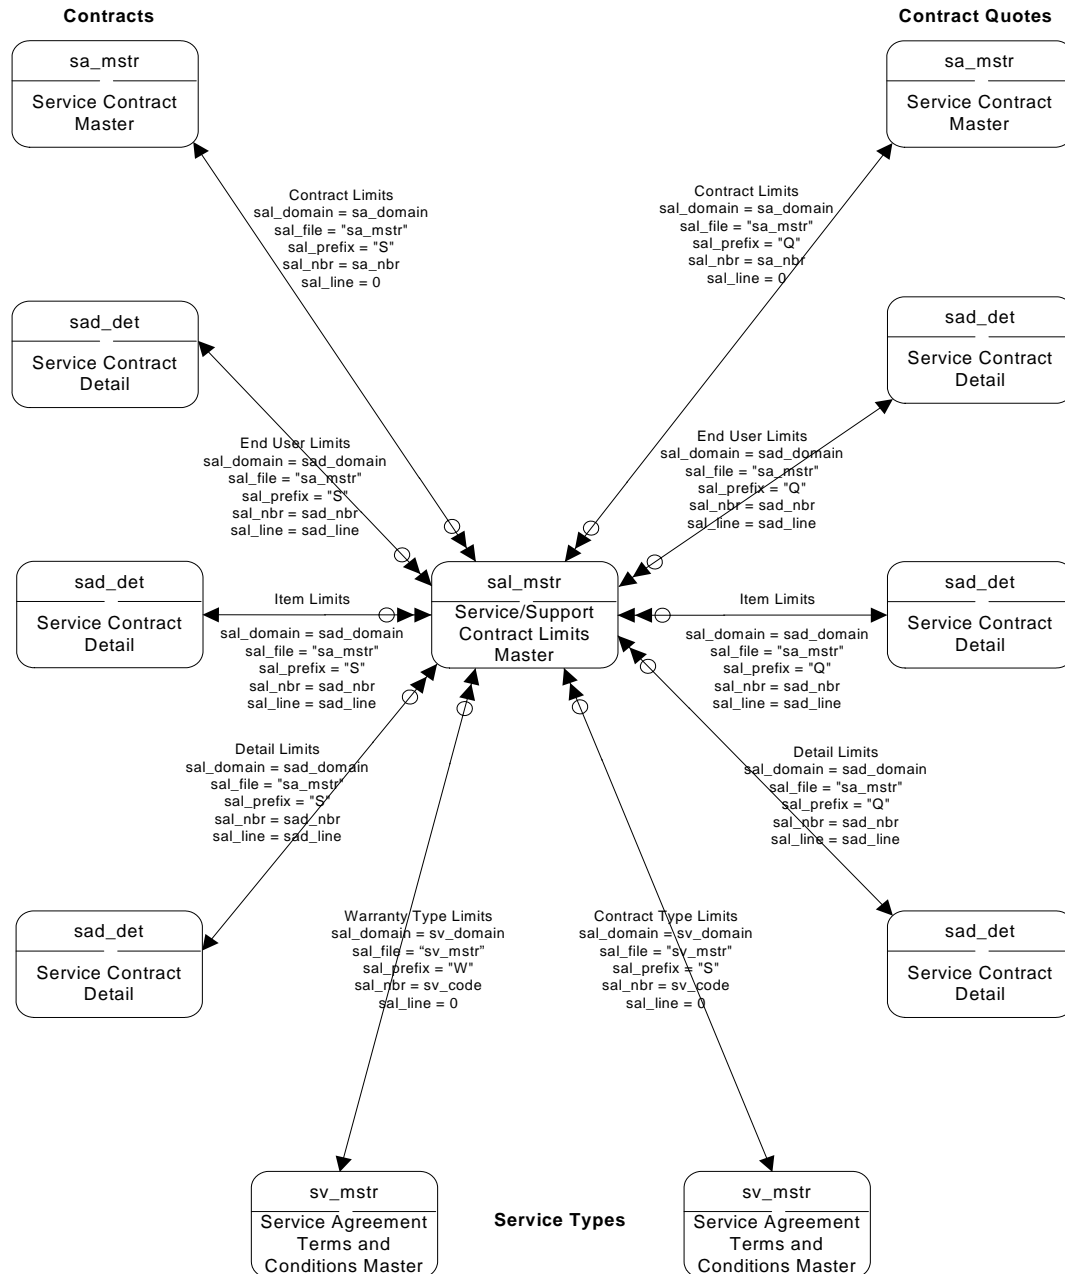 Contracts
Contract Quotes
sa_mstr
Service Contract
Master
sa_mstr
Service Contract
Master
Contract Limits
sal_domain = sa_domain
sal_file = "sa_mstr"
sal_prefix = "S"
sal_nbr = sa_nbr
sal_line = 0
Contract Limits
sal_domain = sa_domain
sal_file = "sa_mstr"
sal_prefix = "Q"
sal_nbr = sa_nbr
sal_line = 0
sad_det
Service Contract
Detail
sad_det
Service Contract
Detail
End User Limits
sal_domain = sad_domain
sal_file = "sa_mstr"
sal_prefix = "S"
sal_nbr = sad_nbr
sal_line = sad_line
End User Limits
sal_domain = sad_domain
sal_file = "sa_mstr"
sal_prefix = "Q"
sal_nbr = sad_nbr
sal_line = sad_line
sad_det
Service Contract
Detail
Item Limits
sal_domain = sad_domain
sal_file = "sa_mstr"
sal_prefix = "S"
sal_nbr = sad_nbr
sal_line = sad_line
sal_mstr
Service/Support
Contract Limits
Master
Item Limits
sal_domain = sad_domain
sal_file = "sa_mstr"
sal_prefix = "Q"
sal_nbr = sad_nbr
sal_line = sad_line
sad_det
Service Contract
Detail
Detail Limits
sal_domain = sad_domain
sal_file = "sa_mstr"
sal_prefix = "S"
sal_nbr = sad_nbr
sal_line = sad_line
Detail Limits
sal_domain = sad_domain
sal_file = "sa_mstr"
sal_prefix = "Q"
sal_nbr = sad_nbr
sal_line = sad_line
sad_det
Service Contract
Detail
Warranty Type Limits
sal_domain = sv_domain
sal_file = “sv_mstr”
sal_prefix = "W"
sal_nbr = sv_code
sal_line = 0
Contract Type Limits
sal_domain = sv_domain
sal_file = "sv_mstr"
sal_prefix = "S"
sal_nbr = sv_code
sal_line = 0
sad_det
Service Contract
Detail
sv_mstr
Service Agreement
Terms and
Conditions Master
Service Types
sv_mstr
Service Agreement
Terms and
Conditions Master